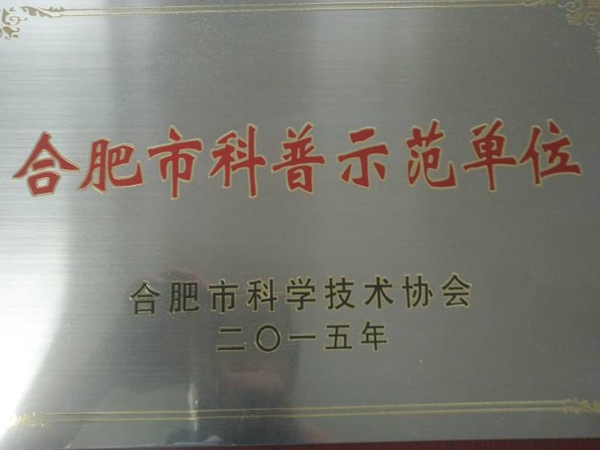 合肥市科普示范单位
合肥市科学技术协会
二〇一五年